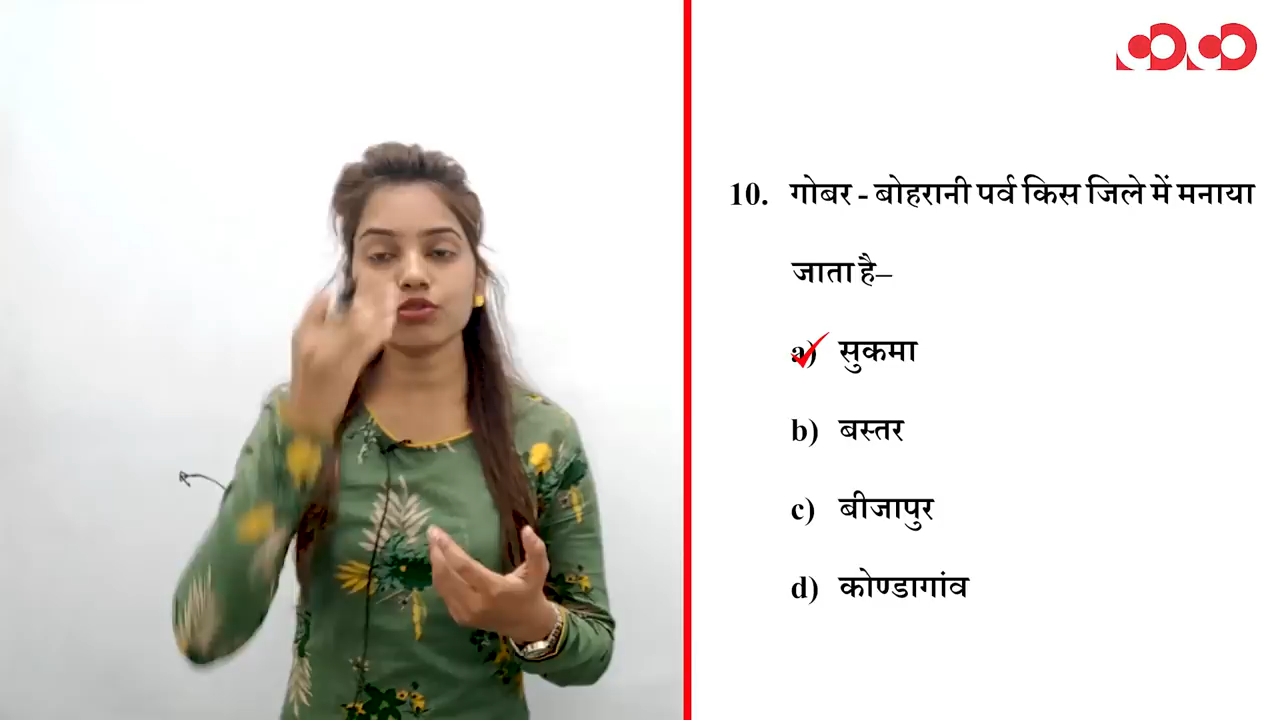 10. गोबर - बोहरानी पर्व किस जिले में मनाया
जाता है–
a) सुकमा
b) बस्तर
c) बीजापुर
d) कोण्डागांव